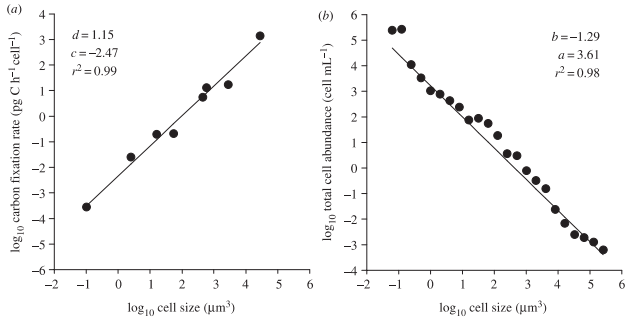 (a)
4
3
2
1
0
−1
−2
−3
−4
−5
−6
log10 carbon fixation rate (pg C h−1 cell−1)
d=1.15
c=−2.47
r2=0.99
−2 −1 0 1 2 3 4 5 6
log10 cell size (μm3)
(b)
6
5
4
3
2
1
0
−1
−2
−3
−4
log10 total cell abundance (cell mL−1)
b=−1.29
a=3.61
r2=0.98
−2 −1 0 1 2 3 4 5 6
log10 cell size (μm3)